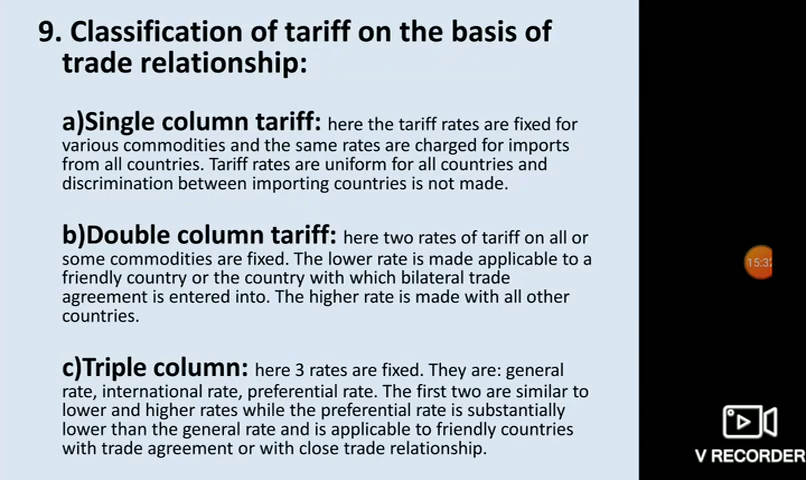 9. Classification of tariff on the basis of
trade relationship:
a)Single column tariff: here the tariff rates are fixed for
various commodities and the same rates are charged for imports
from all countries. Tariff rates are uniform for all countries and
discrimination between importing countries is not made.
b)Double column tariff: here two rates of tariff on all or
some commodities are fixed. The lower rate is made applicable to a
friendly country or the country with which bilateral trade
agreement is entered into. The higher rate is made with all other
countries.
c)Triple column: here 3 rates are fixed. They are: general
rate, international rate, preferential rate. The first two are similar to
lower and higher rates while the preferential rate is substantially
lower than the general rate and is applicable to friendly countries
with trade agreement or with close trade relationship.
15:32
V RECORDER